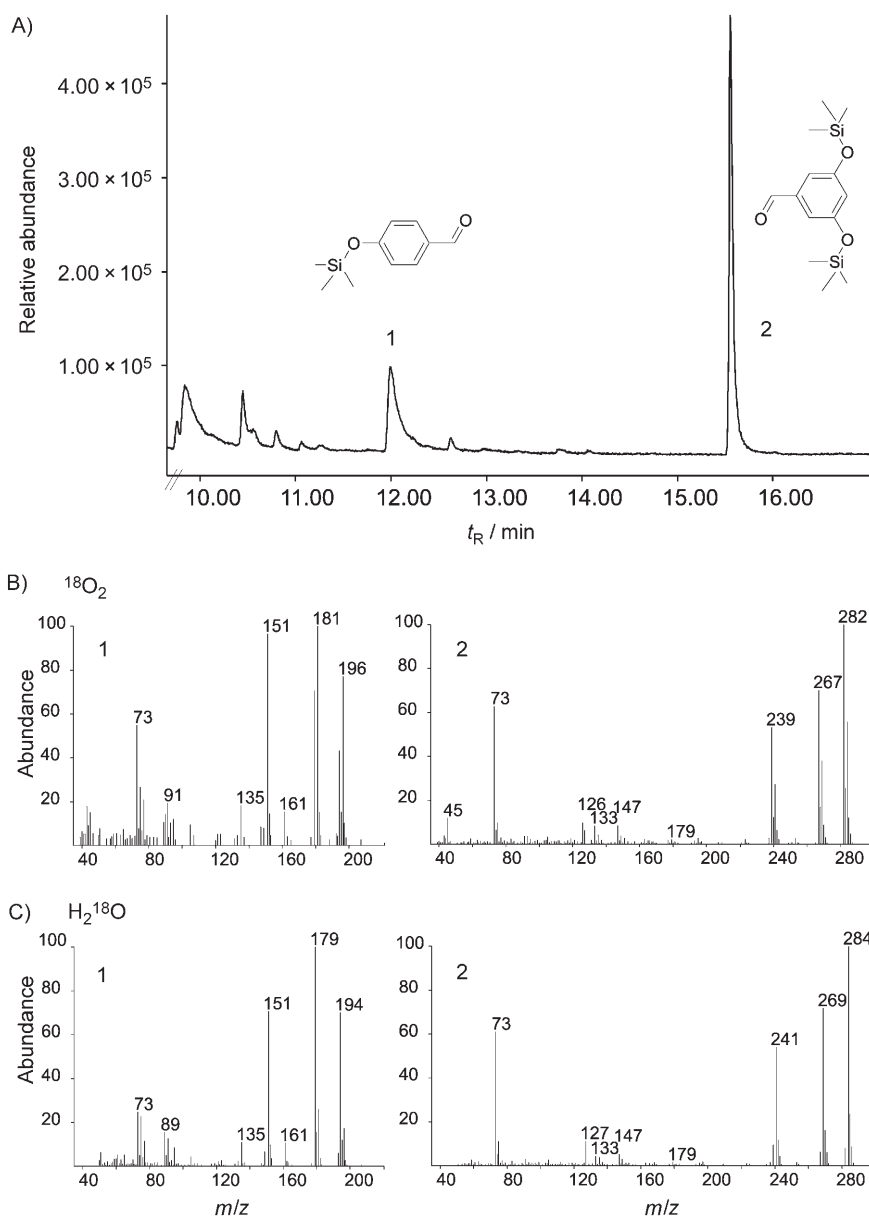 A)
Relative abundance
4.00 × 10⁵
3.00 × 10⁵
2.00 × 10⁵
1.00 × 10⁵
Si
O
O
1
Si
O
O
O
Si
2
10.00 11.00 12.00 13.00 14.00 15.00 16.00
tR / min
B)
¹⁸O₂
Abundance
100
80
60
40
20
1
73
91
135
151
161
181
196
40 80 120 160 200
100
80
60
40
20
2
45
73
126
133
147
179
239
267
282
40 80 120 160 200 240 280
C)
H₂¹⁸O
Abundance
100
80
60
40
20
1
73
89
135
151
161
179
194
40 80 120 160 200
m/z
100
80
60
40
20
2
73
127
133
147
179
241
269
284
40 80 120 160 200 240 280
m/z